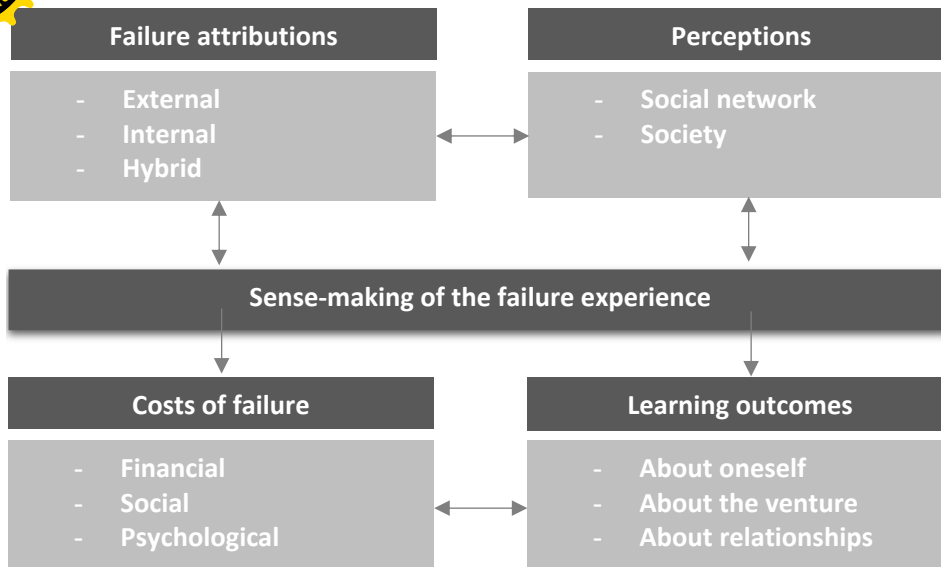 Failure attributions
- External
- Internal
- Hybrid
Perceptions
- Social network
- Society
Sense-making of the failure experience
Costs of failure
- Financial
- Social
- Psychological
Learning outcomes
- About oneself
- About the venture
- About relationships